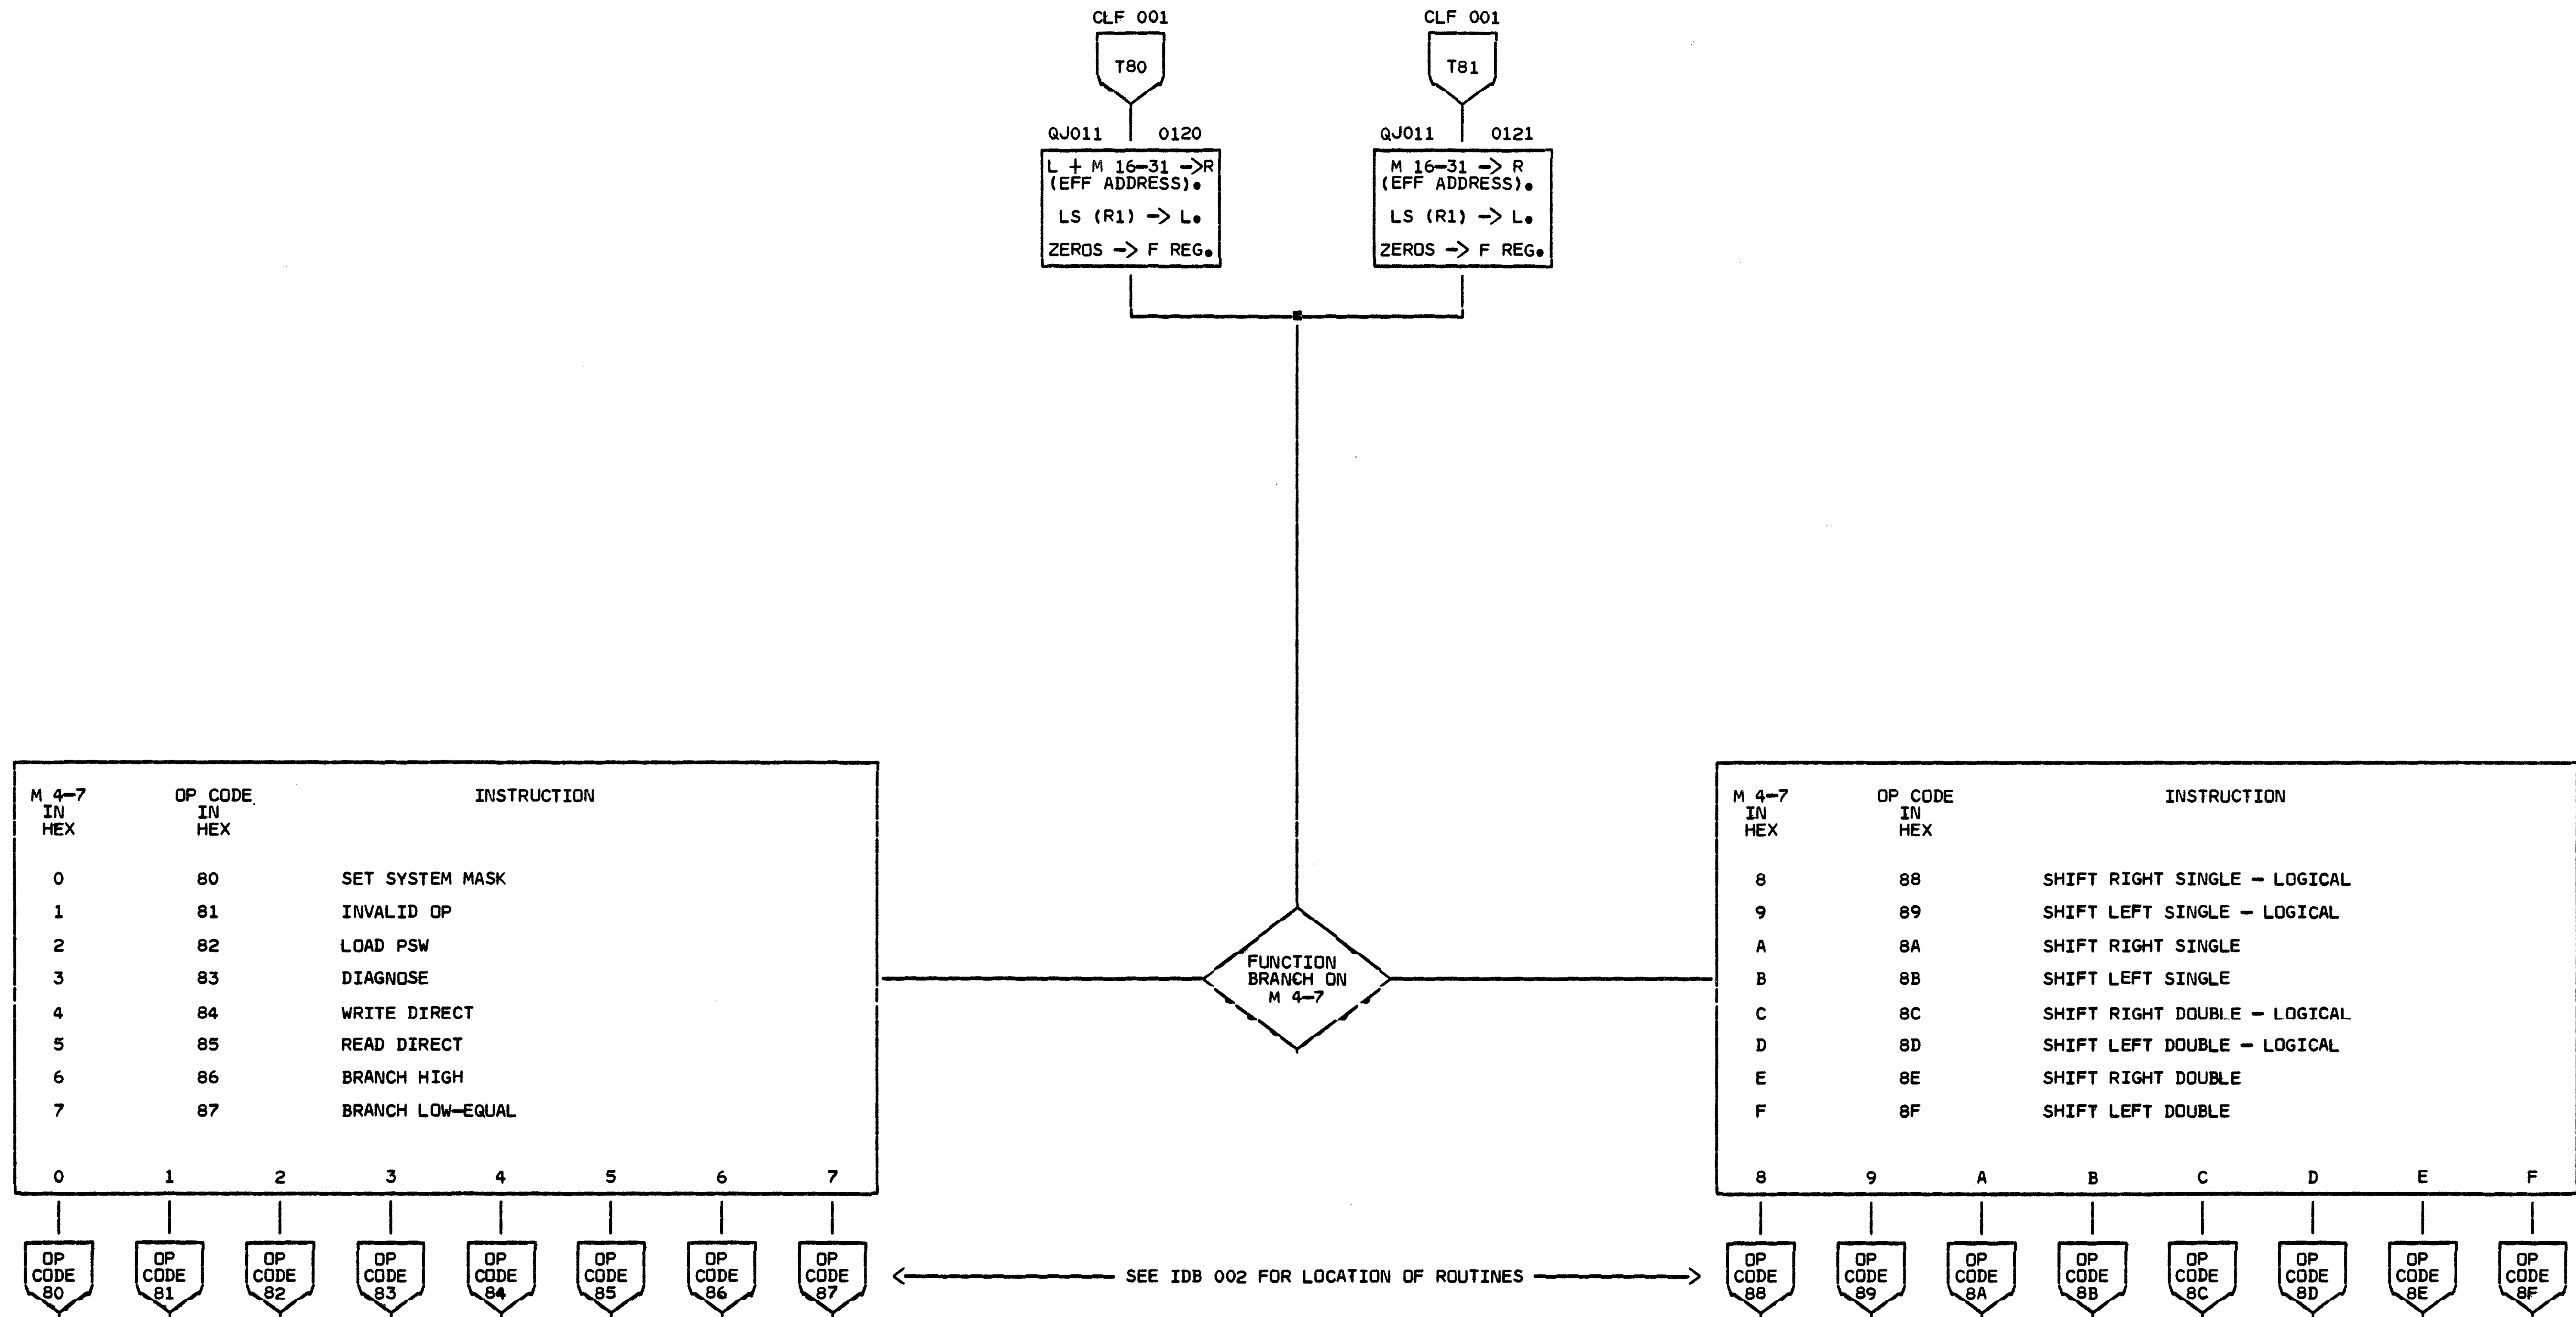 CLF 001 CLF 001
T80 T81
QJ011 0120 QJ011 0121
L + M 16-31 ->R
(EFF ADDRESS).
LS (R1) -> L.
ZEROS -> F REG.
M 16-31 -> R
(EFF ADDRESS).
LS (R1) -> L.
ZEROS -> F REG.
FUNCTION
BRANCH ON
M 4-7
M 4-7 OP CODE INSTRUCTION
IN IN
HEX HEX
0 80 SET SYSTEM MASK
1 81 INVALID OP
2 82 LOAD PSW
3 83 DIAGNOSE
4 84 WRITE DIRECT
5 85 READ DIRECT
6 86 BRANCH HIGH
7 87 BRANCH LOW-EQUAL
0 1 2 3 4 5 6 7
M 4-7 OP CODE INSTRUCTION
IN IN
HEX HEX
8 88 SHIFT RIGHT SINGLE - LOGICAL
9 89 SHIFT LEFT SINGLE - LOGICAL
A 8A SHIFT RIGHT SINGLE
B 8B SHIFT LEFT SINGLE
C 8C SHIFT RIGHT DOUBLE - LOGICAL
D 8D SHIFT LEFT DOUBLE - LOGICAL
E 8E SHIFT RIGHT DOUBLE
F 8F SHIFT LEFT DOUBLE
8 9 A B C D E F
OP CODE 80
OP CODE 81
OP CODE 82
OP CODE 83
OP CODE 84
OP CODE 85
OP CODE 86
OP CODE 87
<---- SEE IDB 002 FOR LOCATION OF ROUTINES ---->
OP CODE 88
OP CODE 89
OP CODE 8A
OP CODE 8B
OP CODE 8C
OP CODE 8D
OP CODE 8E
OP CODE 8F